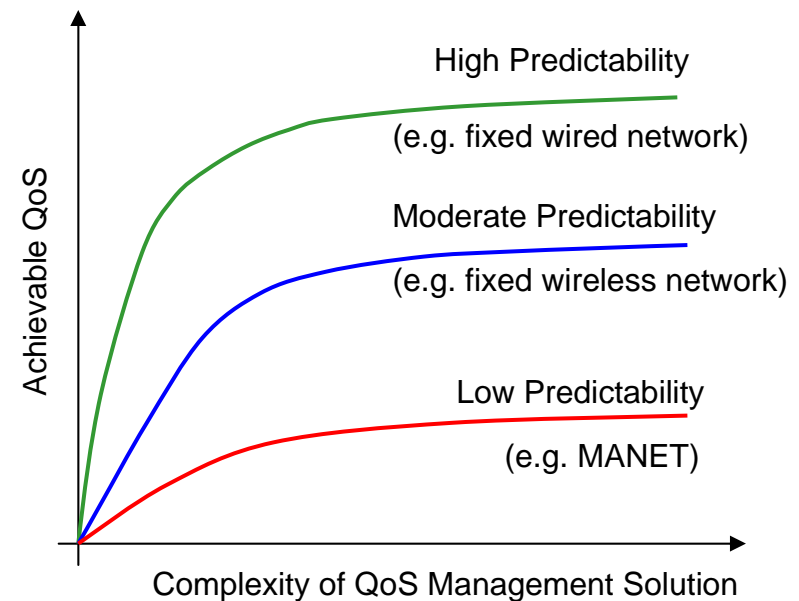 High Predictability
(e.g. fixed wired network)
Moderate Predictability
(e.g. fixed wireless network)
Low Predictability
(e.g. MANET)
Achievable QoS
Complexity of QoS Management Solution